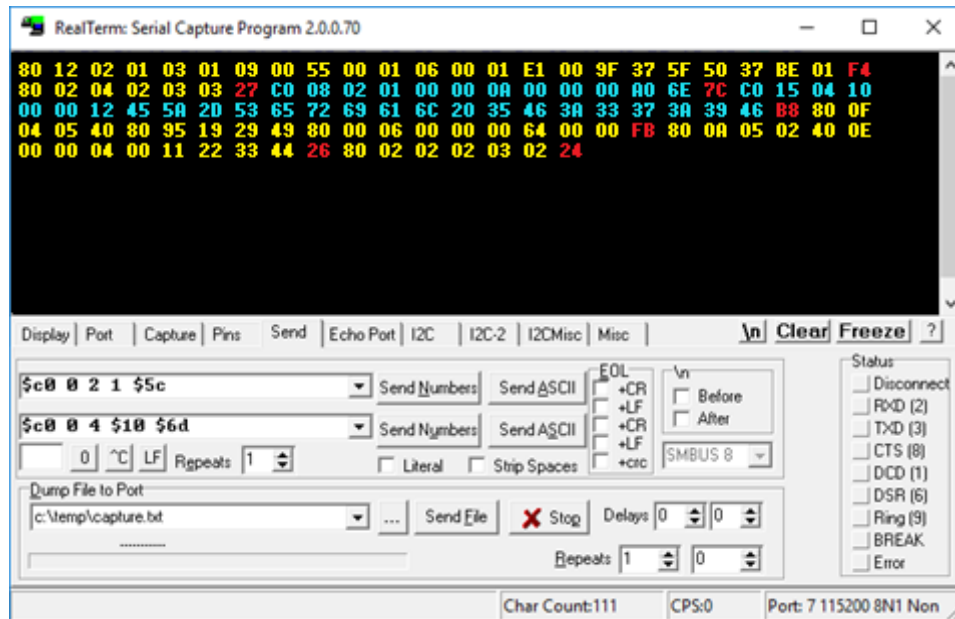 RealTerm: Serial Capture Program 2.0.0.70
80 12 02 01 03 01 09 00 55 00 01 06 00 01 E1 00 9F 37 5F 50 37 BE 01 F4
80 02 04 02 03 03 27 C0 08 02 01 00 00 0A 00 00 00 A0 6E 7C C0 15 04 10
00 00 12 45 5A 2D 53 65 72 69 61 6C 20 35 46 3A 33 37 3A 39 46 B8 80 0F
04 05 40 80 95 19 29 49 80 00 06 00 00 00 64 00 00 FB 80 0A 05 02 40 0E
00 00 04 00 11 22 33 44 26 80 02 02 02 03 02 24
Display Port Capture Pins Send Echo Port I2C I2C-2 I2CMisc Misc \n Clear Freeze ?
$c0 0 2 1 $5c Send Numbers Send ASCII
$c0 0 4 $10 $6d Send Numbers Send ASCII
0 ^C LF Repeats 1 Literal Strip Spaces
EOL
+CR
+LF
+CR
+LF
+crc
\n
Before
After
SMBUS 8
Dump File to Port
c:\temp\capture.txt ... Send File Stop Delays 0 0
Repeats 1 0
Status
Disconnect
RXD (2)
TXD (3)
CTS (8)
DCD (1)
DSR (6)
Ring (9)
BREAK
Error
Char Count:111 CPS:0 Port: 7 115200 8N1 Non